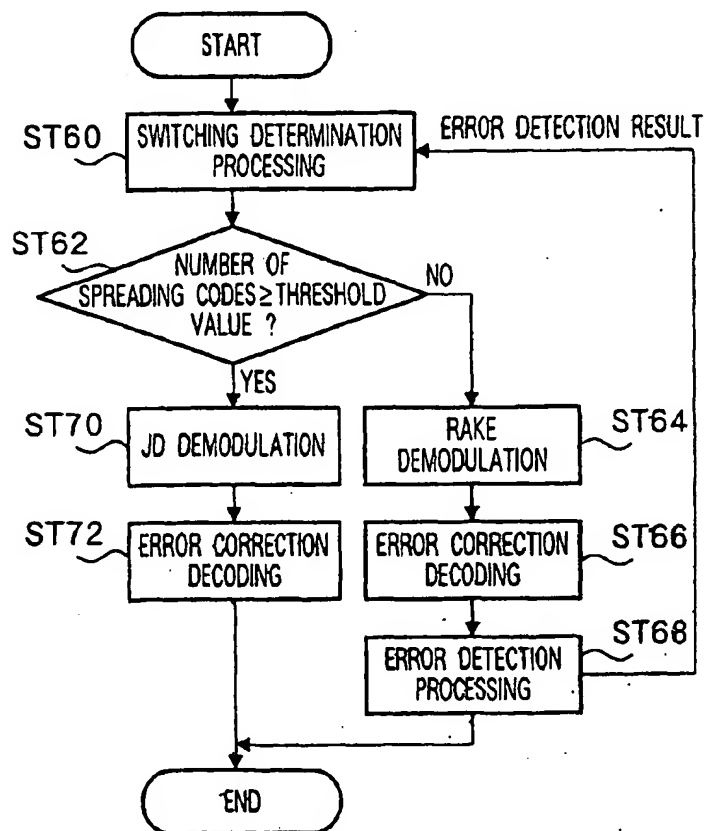 START
ST60
SWITCHING DETERMINATION
PROCESSING
ERROR DETECTION RESULT
ST62
NUMBER OF
SPREADING CODES≥THRESHOLD
VALUE ?
NO
YES
ST70
JD DEMODULATION
RAKE
DEMODULATION
ST64
ST72
ERROR CORRECTION
DECODING
ERROR CORRECTION
DECODING
ST66
ERROR DETECTION
PROCESSING
ST68
END